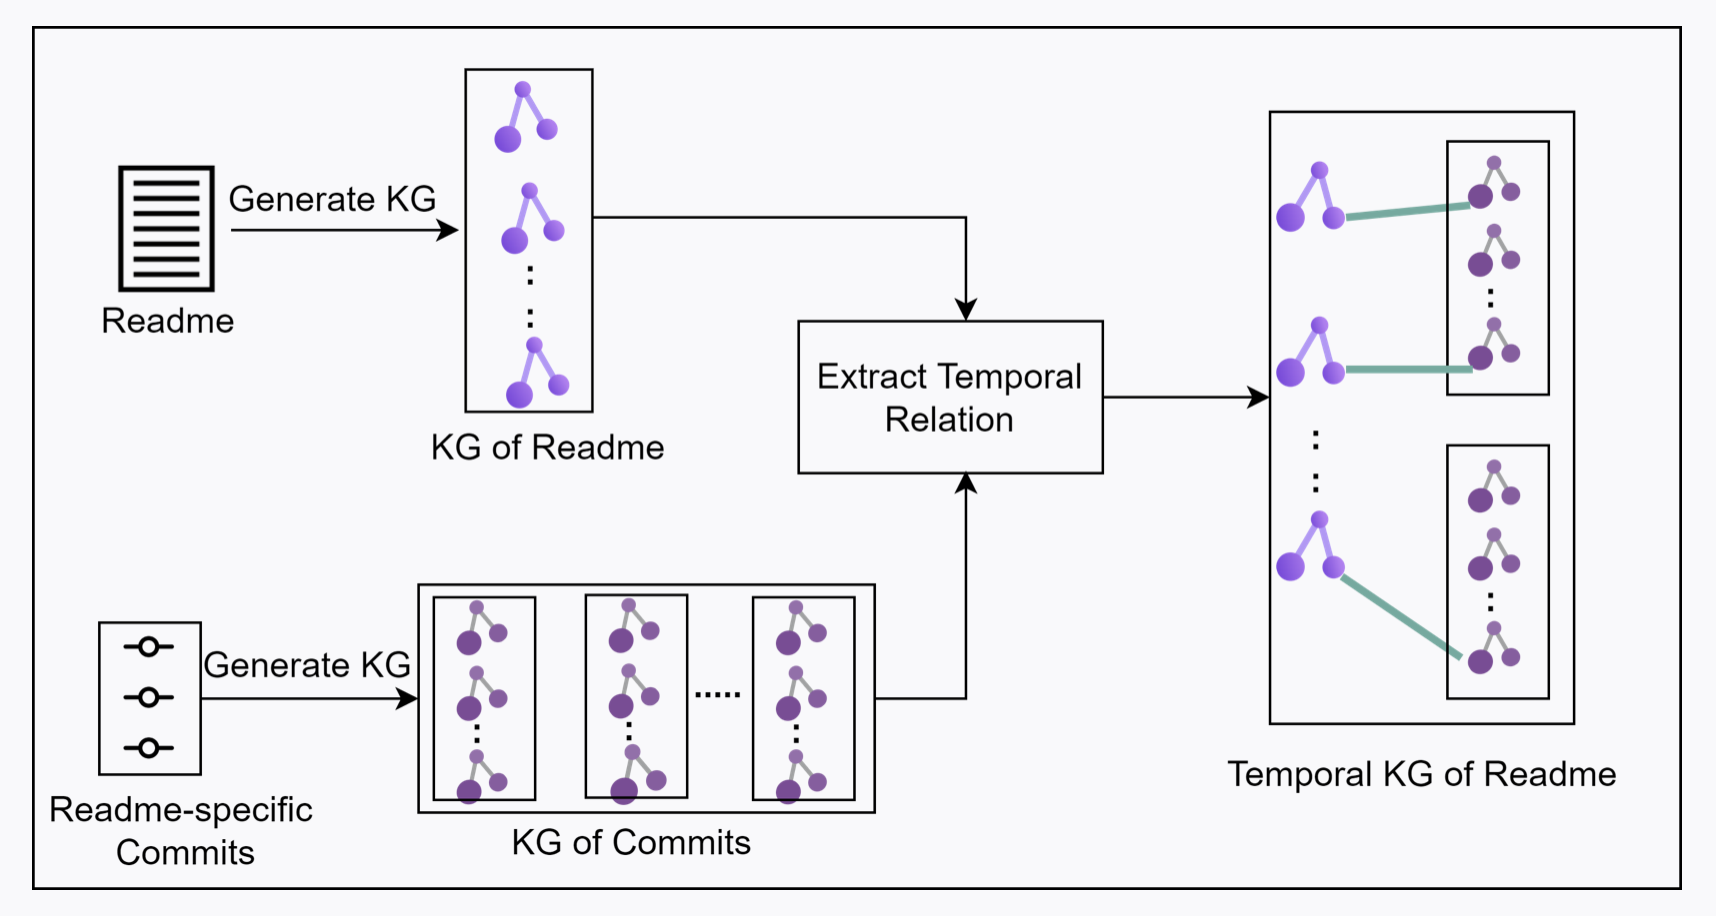 Generate KG
Readme
KG of Readme
Extract Temporal
Relation
Generate KG
Readme-specific
Commits
KG of Commits
Temporal KG of Readme